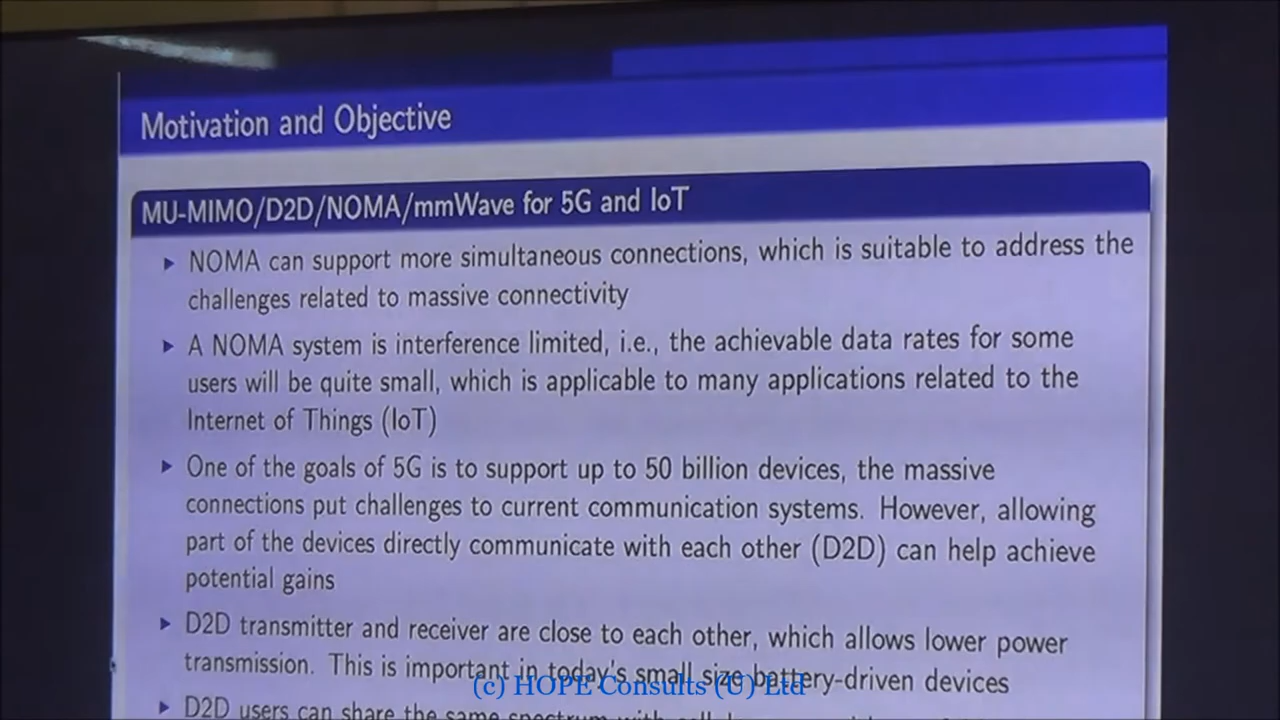 Motivation and Objective
MU-MIMO/D2D/NOMA/mmWave for 5G and IoT
NOMA can support more simultaneous connections, which is suitable to address the
challenges related to massive connectivity
A NOMA system is interference limited, i.e., the achievable data rates for some
users will be quite small, which is applicable to many applications related to the
Internet of Things (IoT)
One of the goals of 5G is to support up to 50 billion devices, the massive
connections put challenges to current communication systems. However, allowing
part of the devices directly communicate with each other (D2D) can help achieve
potential gains
D2D transmitter and receiver are close to each other, which allows lower power
transmission. This is important in today's small size battery-driven devices
(c) HOPE Consults (U) Ltd
D2D users can share the same spectrum with